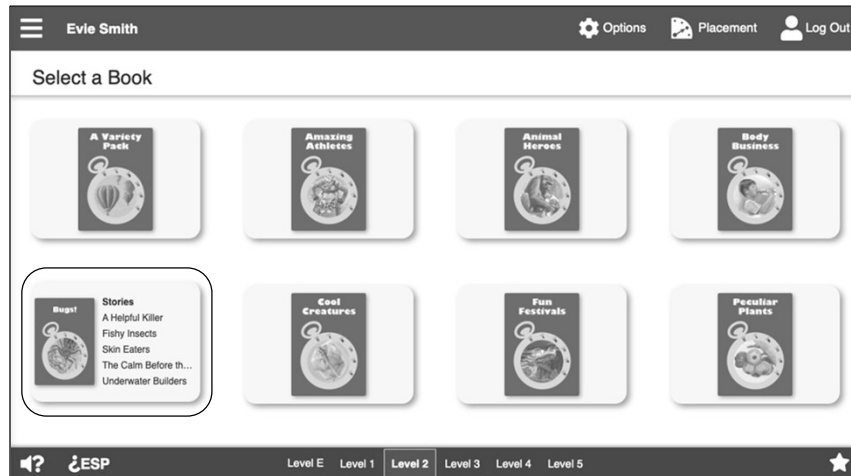 Evie Smith
Options
Placement
Log Out
Select a Book
A Variety
Pack
Amazing
Athletes
Animal
Heroes
Body
Business
Bugs!
Stories
A Helpful Killer
Fishy Insects
Skin Eaters
The Calm Before th...
Underwater Builders
Cool
Creatures
Fun
Festivals
Peculiar
Plants
?
¿ESP
Level E Level 1 Level 2 Level 3 Level 4 Level 5